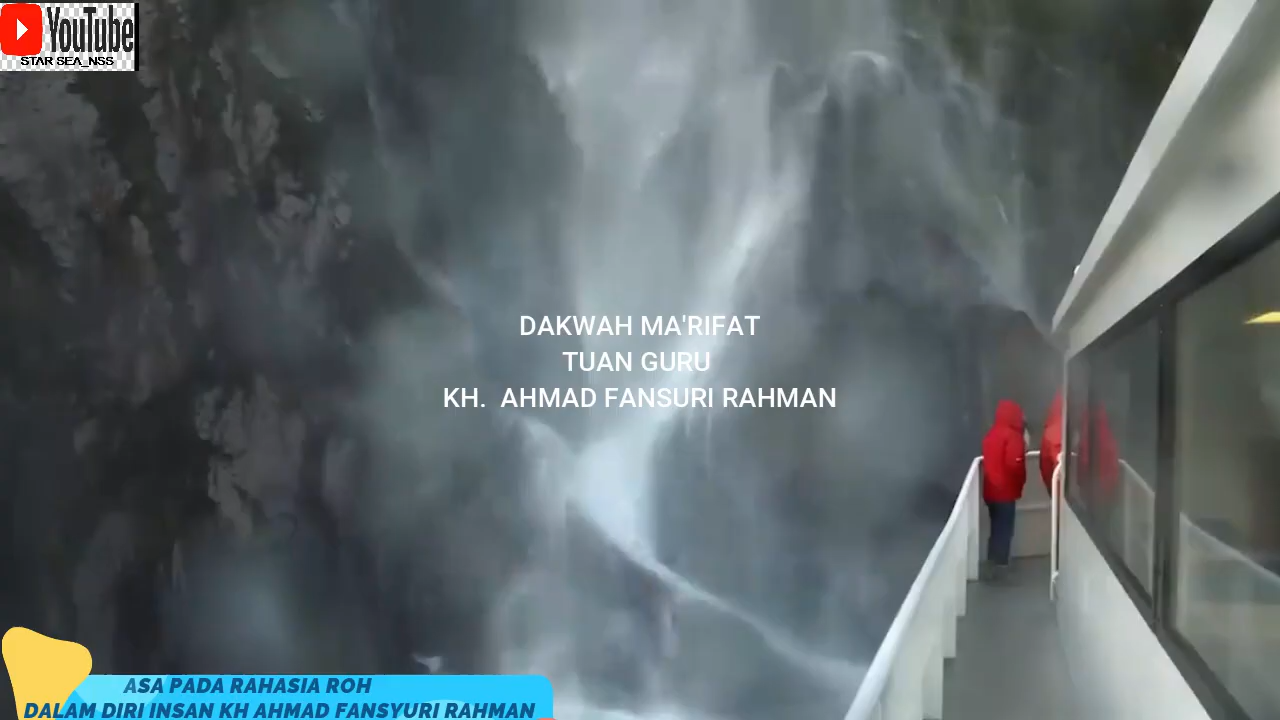 YouTube
STAR SEA_NSS
DAKWAH MA'RIFAT
TUAN GURU
KH. AHMAD FANSURI RAHMAN
ASA PADA RAHASIA ROH
DALAM DIRI INSAN KH AHMAD FANSYURI RAHMAN